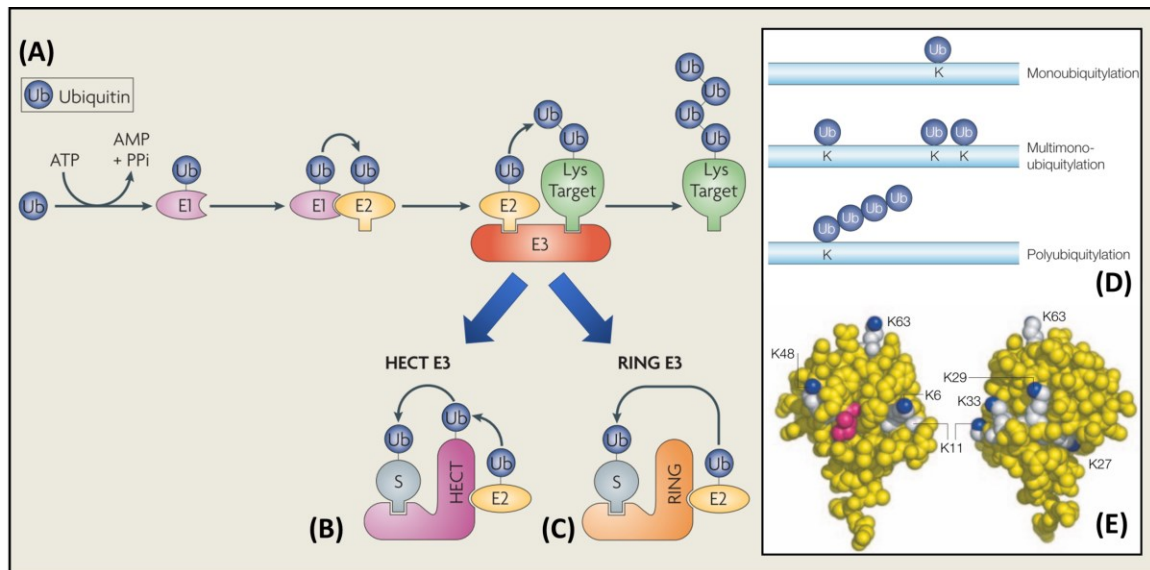 (A)
Ub Ubiquitin
Ub
ATP
AMP
+ PPi
Ub
E1
Ub
Ub
E1
E2
Ub
E2
Ub
Ub
Lys
Target
E3
Ub
Ub
Ub
Ub
Lys
Target
HECT E3
Ub
Ub
Ub
S
HECT
E2
(B)
RING E3
Ub
Ub
S
RING
E2
(C)
Ub
K
Monoubiquitylation
Ub
Ub
Ub
K
K
K
Multimono-
ubiquitylation
Ub
Ub
Ub
Ub
K
Polyubiquitylation
(D)
K63
K48
K6
K11
K63
K29
K33
K27
(E)